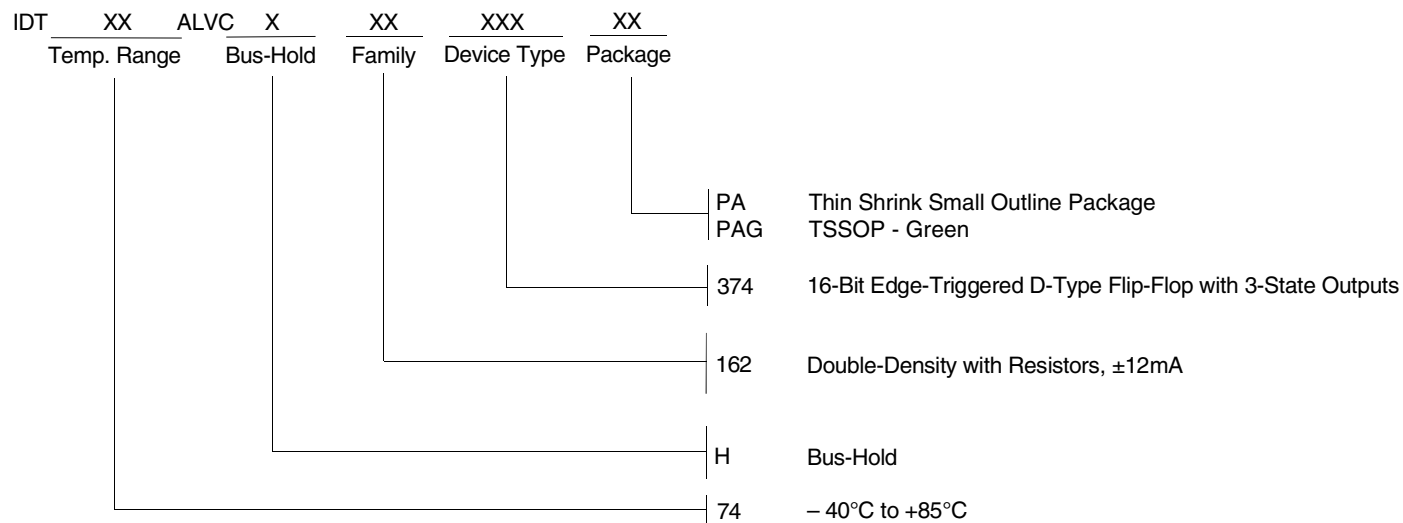 IDT XX ALVC X XX XXX XX
Temp. Range Bus-Hold Family Device Type Package
PA Thin Shrink Small Outline Package
PAG TSSOP - Green
374 16-Bit Edge-Triggered D-Type Flip-Flop with 3-State Outputs
162 Double-Density with Resistors, ±12mA
H Bus-Hold
74 – 40°C to +85°C